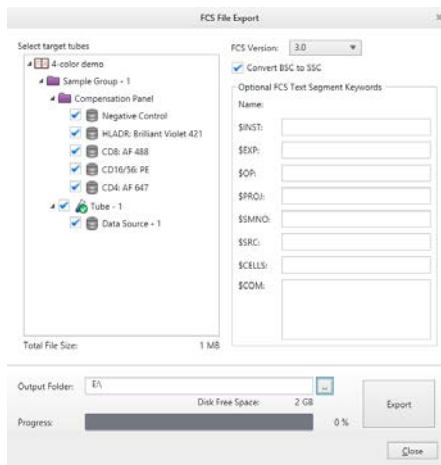 FCS File Export
Select target tubes
4-color demo
Sample Group - 1
Compensation Panel
Negative Control
HLADR: Brilliant Violet 421
CD8: AF 488
CD16/56: PE
CD4: AF 647
Tube - 1
Data Source - 1
Total File Size: 1 MB
FCS Version: 3.0
Convert BSC to SSC
Optional FCS Text Segment Keywords
Name:
$INST:
$EXP:
$OP:
$PROJ:
$SMNO:
$SRC:
$CELLS:
$COM:
Output Folder: E:\ ..
Disk Free Space: 2 GB
Export
Progress: 0 %
Close